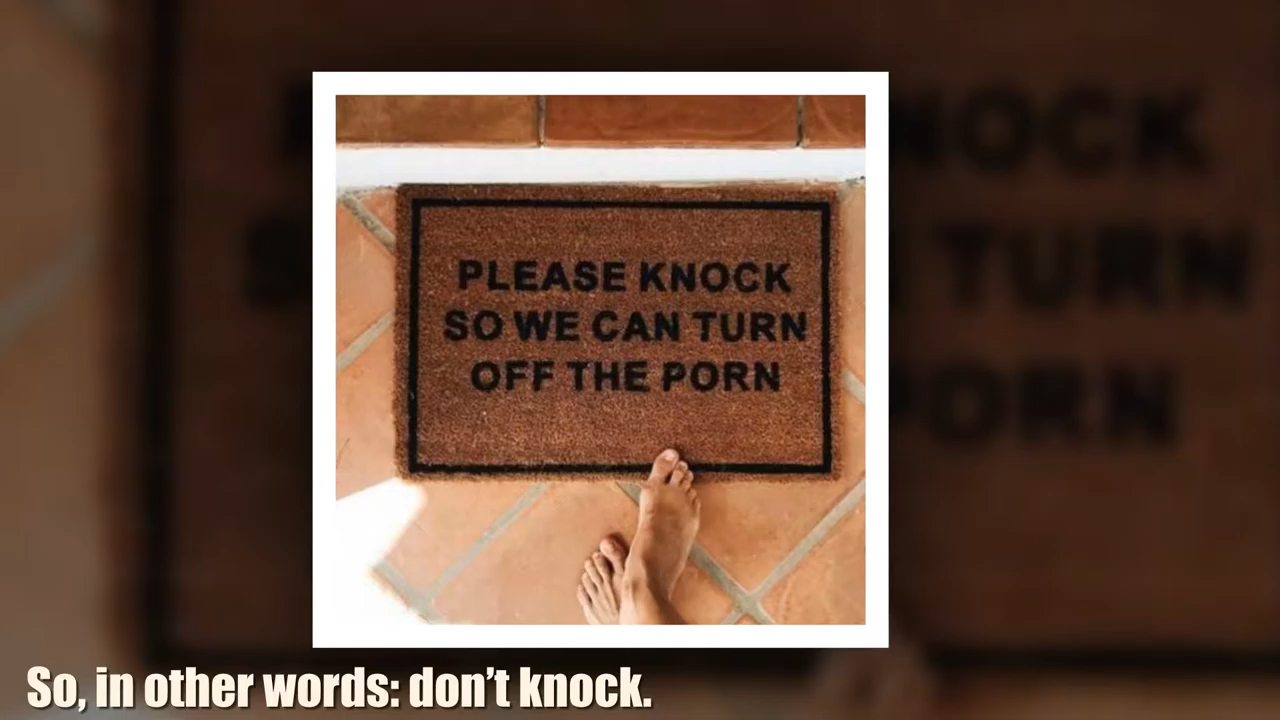 PLEASE KNOCK
SO WE CAN TURN
OFF THE PORN
So, in other words: don't knock.